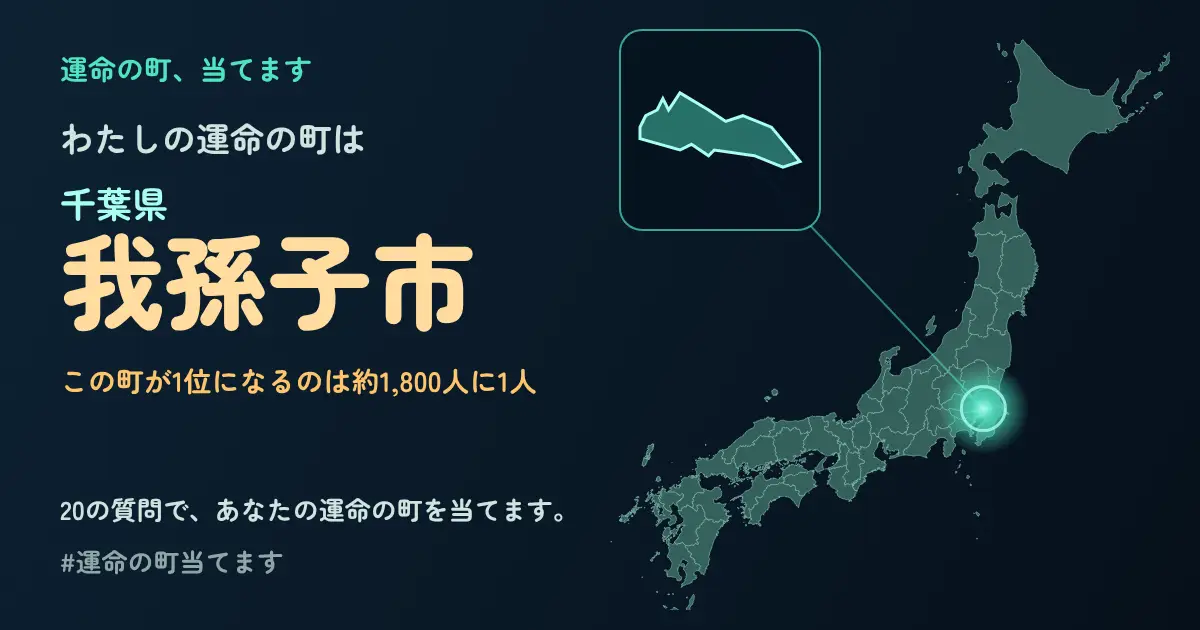 運命の町、当てます
わたしの運命の町は
千葉県
我孫子市
この町が1位になるのは約1,800人に1人
20の質問で、あなたの運命の町を当てます。
#運命の町当てます